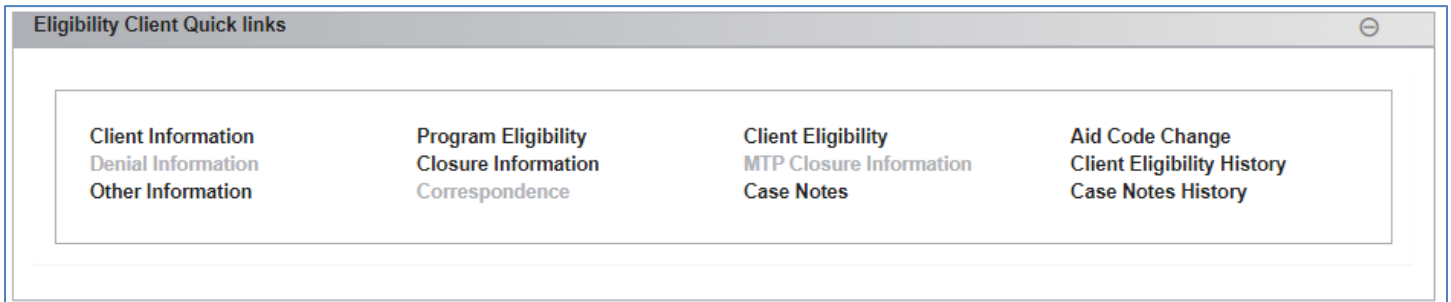 Eligibility Client Quick links
Client Information Program Eligibility Client Eligibility Aid Code Change
Denial Information Closure Information MTP Closure Information Client Eligibility History
Other Information Correspondence Case Notes Case Notes History